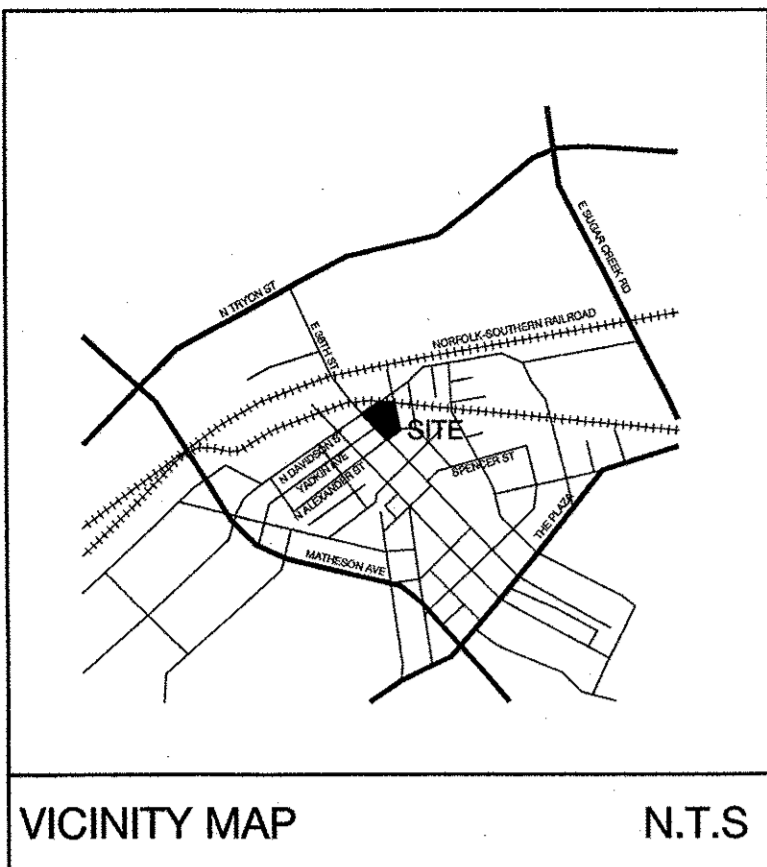 N TRYON ST
E SUGAR CREEK RD
E 36TH ST
NORFOLK-SOUTHERN RAILROAD
SITE
N DAVIDSON ST
YADKIN AVE
N ALEXANDER ST
SPENCER ST
THE PLAZA
MATHESON AVE
VICINITY MAP
N.T.S